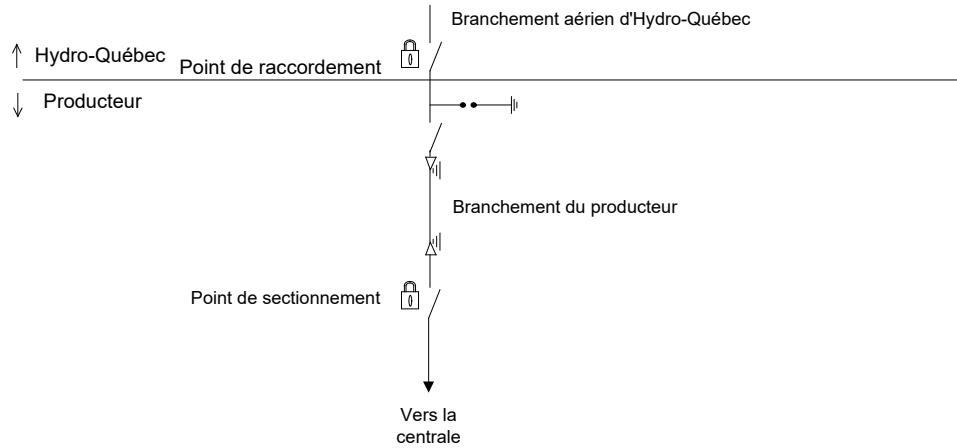 Branchement aérien d'Hydro-Québec
Hydro-Québec
Point de raccordement
Producteur
Branchement du producteur
Point de sectionnement
Vers la
centrale